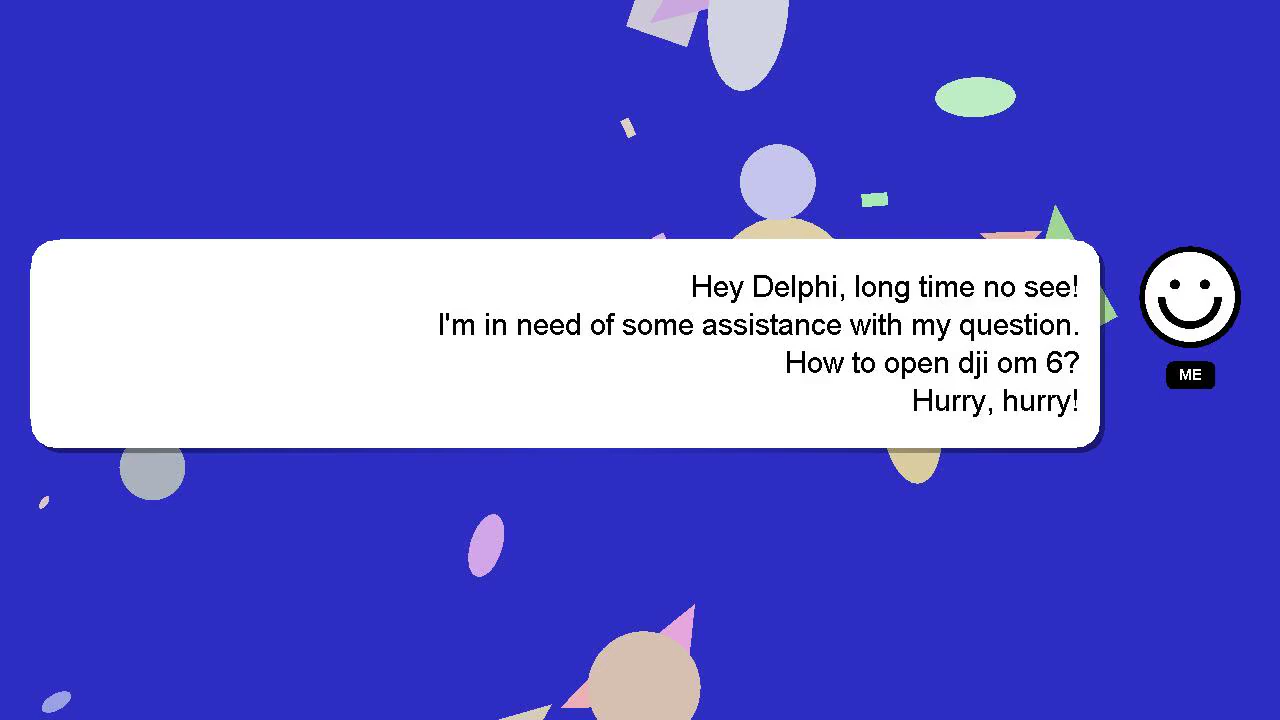 Hey Delphi, long time no see!
I'm in need of some assistance with my question.
How to open dji om 6?
Hurry, hurry!
ME